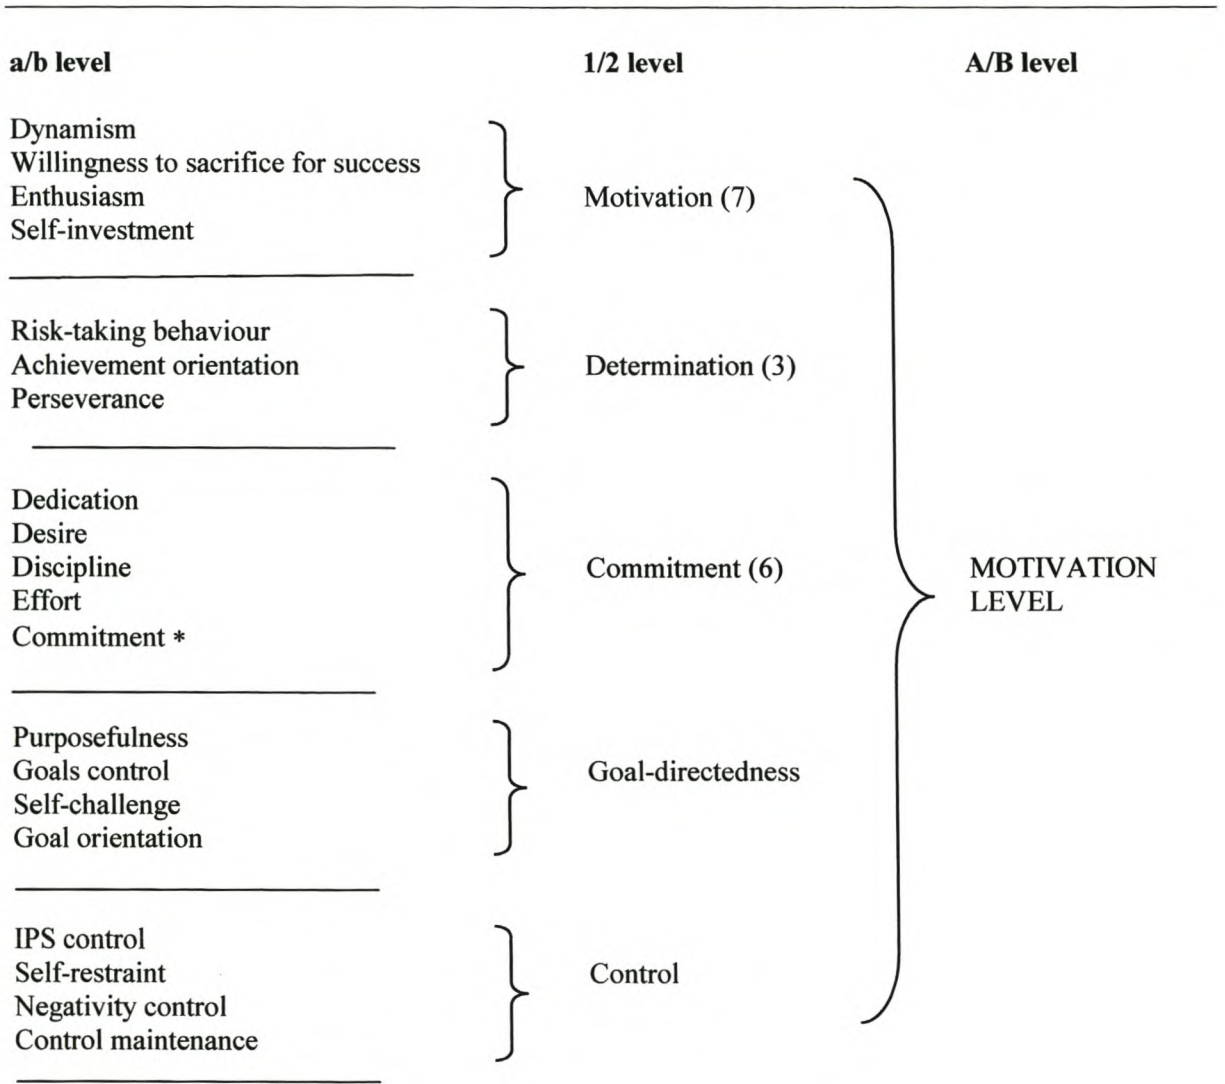 a/b level 1/2 level A/B level
Dynamism
Willingness to sacrifice for success
Enthusiasm
Self-investment
Motivation (7)
Risk-taking behaviour
Achievement orientation
Perseverance
Determination (3)
Dedication
Desire
Discipline
Effort
Commitment *
Commitment (6)
Purposefulness
Goals control
Self-challenge
Goal orientation
Goal-directedness
IPS control
Self-restraint
Negativity control
Control maintenance
Control
MOTIVATION
LEVEL